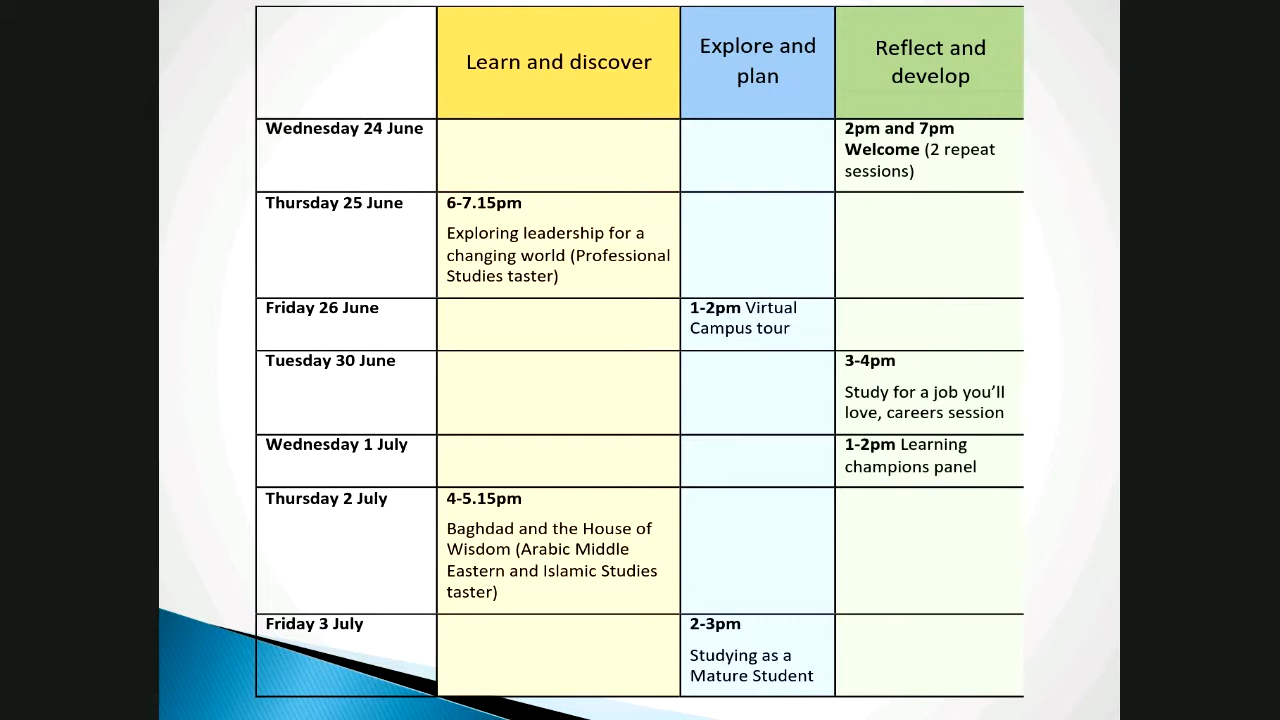 Learn and discover
Explore and
plan
Reflect and
develop
Wednesday 24 June
2pm and 7pm
Welcome (2 repeat
sessions)
Thursday 25 June
6-7.15pm
Exploring leadership for a
changing world (Professional
Studies taster)
Friday 26 June
1-2pm Virtual
Campus tour
Tuesday 30 June
3-4pm
Study for a job you’ll
love, careers session
Wednesday 1 July
1-2pm Learning
champions panel
Thursday 2 July
4-5.15pm
Baghdad and the House of
Wisdom (Arabic Middle
Eastern and Islamic Studies
taster)
Friday 3 July
2-3pm
Studying as a
Mature Student